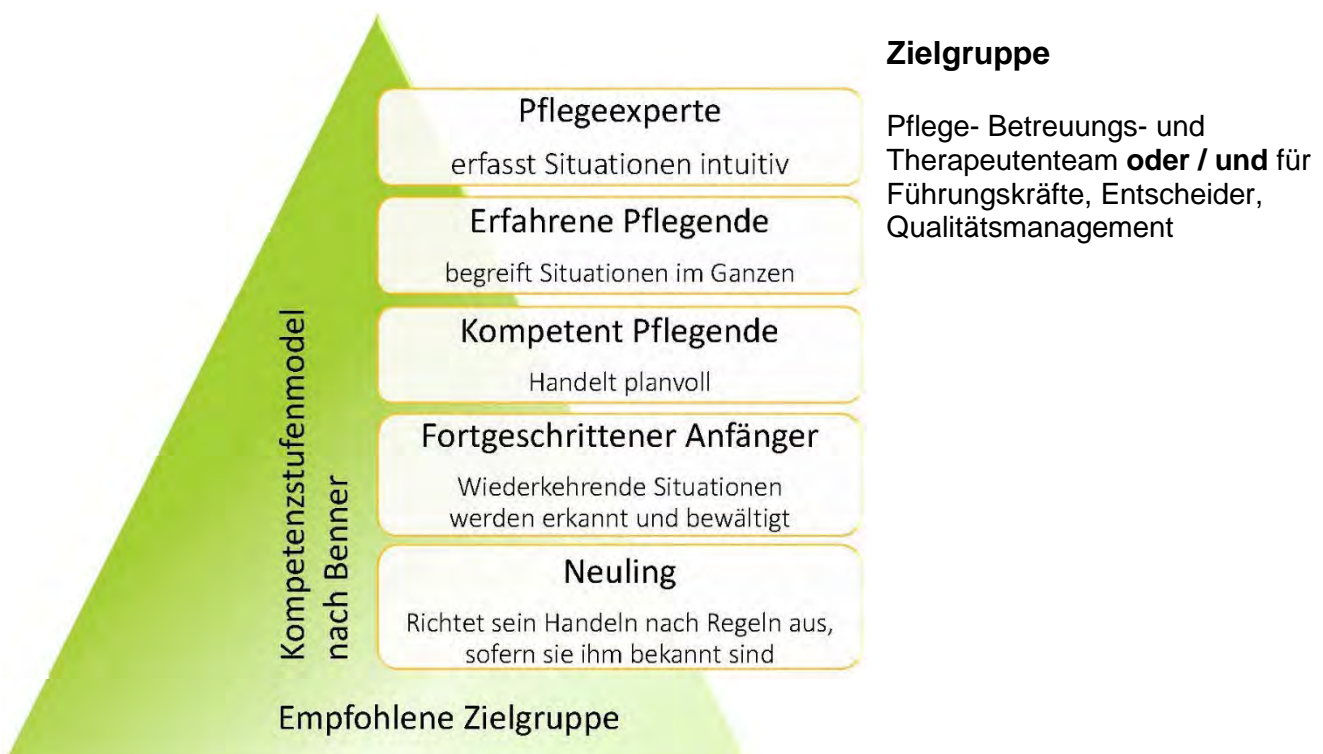 Zielgruppe
Pflege- Betreuungs- und
Therapeutenteam oder / und für
Führungskräfte, Entscheider,
Qualitätsmanagement
Kompetenzstufenmodel
nach Benner
Pflegeexperte
erfasst Situationen intuitiv
Erfahrene Pflegende
begreift Situationen im Ganzen
Kompetent Pflegende
Handelt planvoll
Fortgeschrittener Anfänger
Wiederkehrende Situationen
werden erkannt und bewältigt
Neuling
Richtet sein Handeln nach Regeln aus,
sofern sie ihm bekannt sind
Empfohlene Zielgruppe